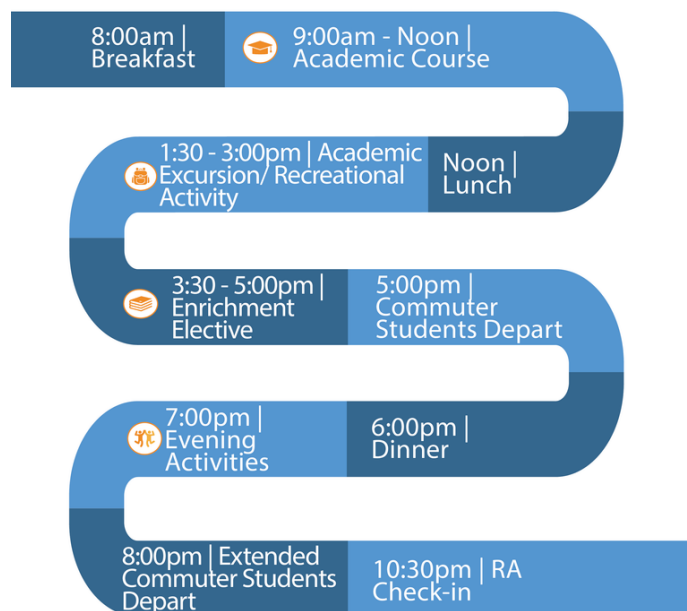 8:00am |
Breakfast
9:00am - Noon |
Academic Course
Noon |
Lunch
1:30 - 3:00pm | Academic
Excursion/ Recreational
Activity
3:30 - 5:00pm |
Enrichment
Elective
5:00pm |
Commuter
Students Depart
6:00pm |
Dinner
7:00pm |
Evening
Activities
8:00pm | Extended
Commuter Students
Depart
10:30pm | RA
Check-in